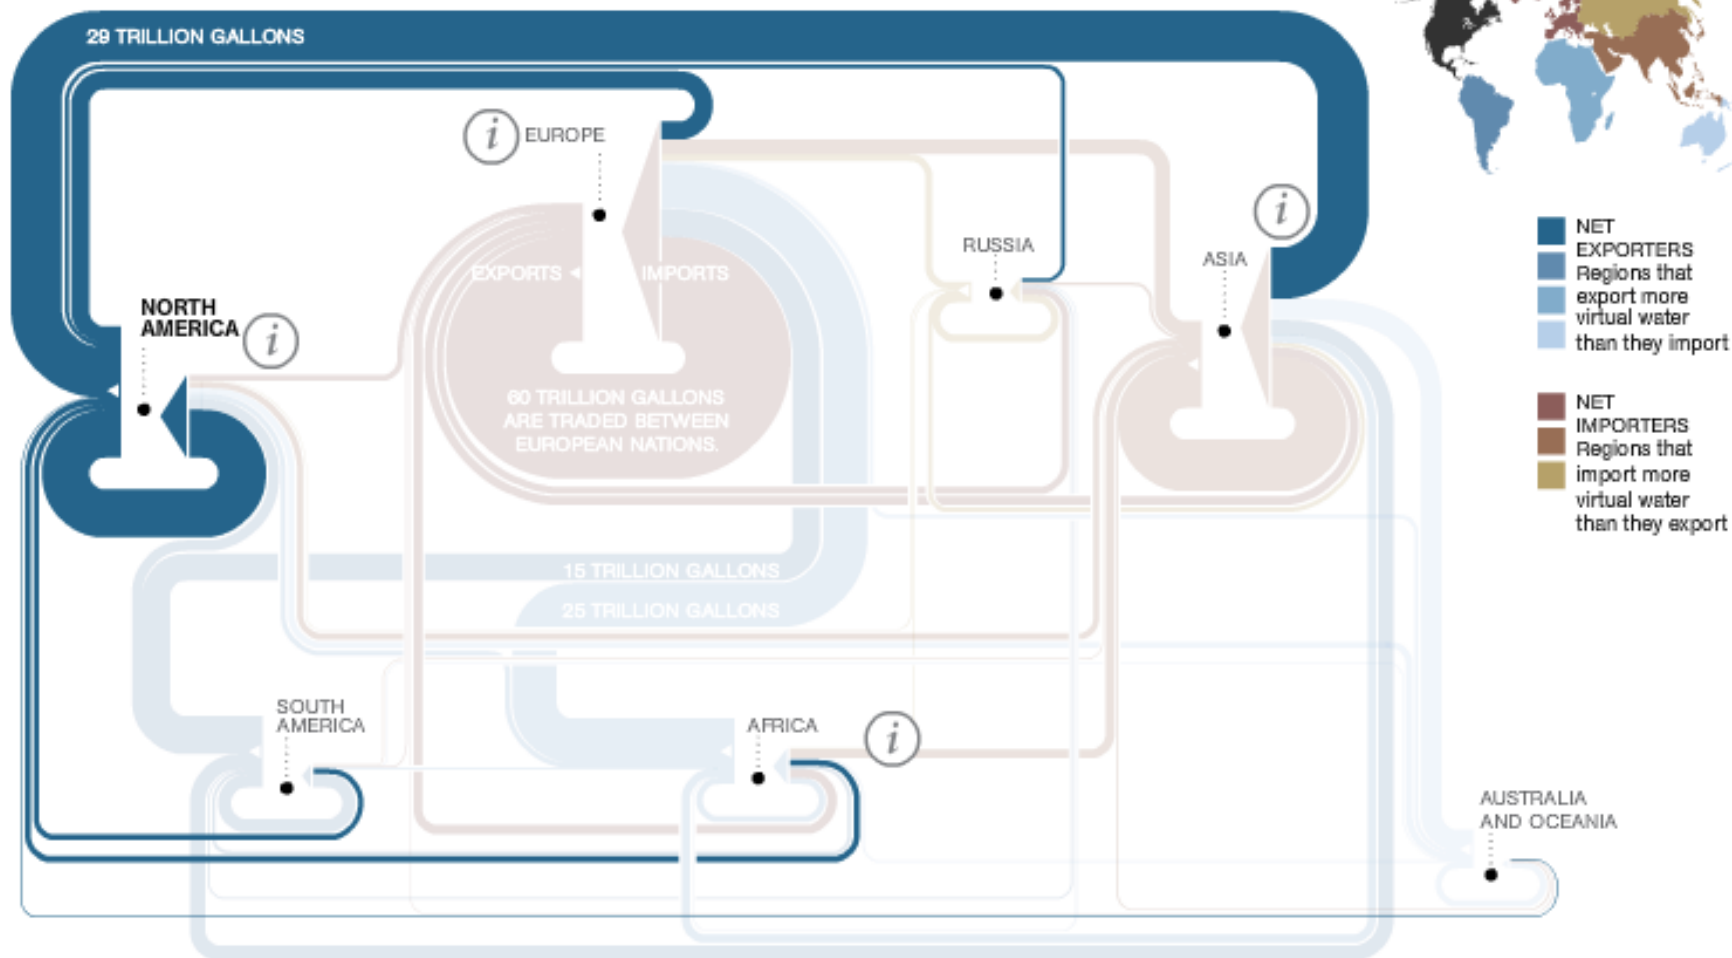 29 TRILLION GALLONS
i
EUROPE
EXPORTS
IMPORTS
60 TRILLION GALLONS
ARE TRADED BETWEEN
EUROPEAN NATIONS.
RUSSIA
i
ASIA
NORTH
AMERICA
i
15 TRILLION GALLONS
25 TRILLION GALLONS
SOUTH
AMERICA
AFRICA
i
AUSTRALIA
AND OCEANIA
NET
EXPORTERS
Regions that
export more
virtual water
than they import
NET
IMPORTERS
Regions that
import more
virtual water
than they export